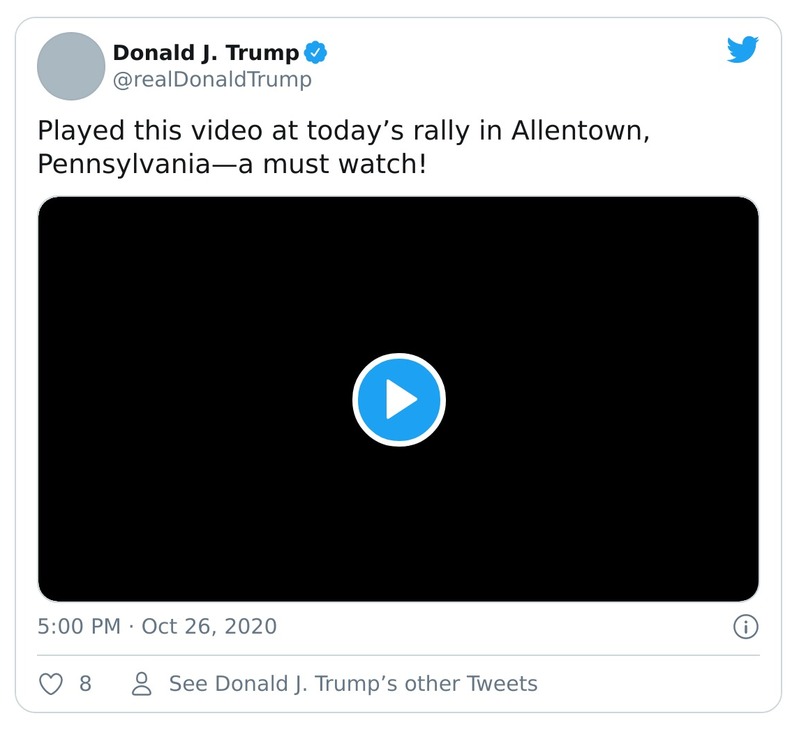 Donald J. Trump
@realDonaldTrump
Played this video at today’s rally in Allentown,
Pennsylvania—a must watch!
5:00 PM · Oct 26, 2020
8 See Donald J. Trump’s other Tweets